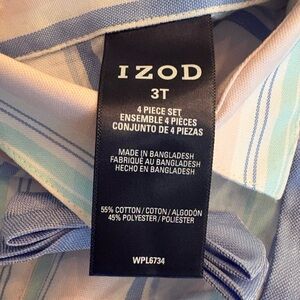 IZOD
3T
4 PIECE SET
ENSEMBLE 4 PIÈCES
CONJUNTO DE 4 PIEZAS
MADE IN BANGLADESH
FABRIQUÉ AU BANGLADESH
HECHO EN BANGLADESH
55% COTTON/COTON/ALGODÓN
45% POLYESTER/POLIÉSTER
WPL6734